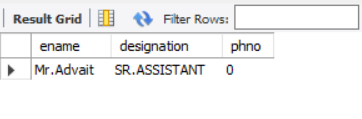 Result Grid Filter Rows:
ename designation phno
Mr.Advait SR.ASSISTANT 0